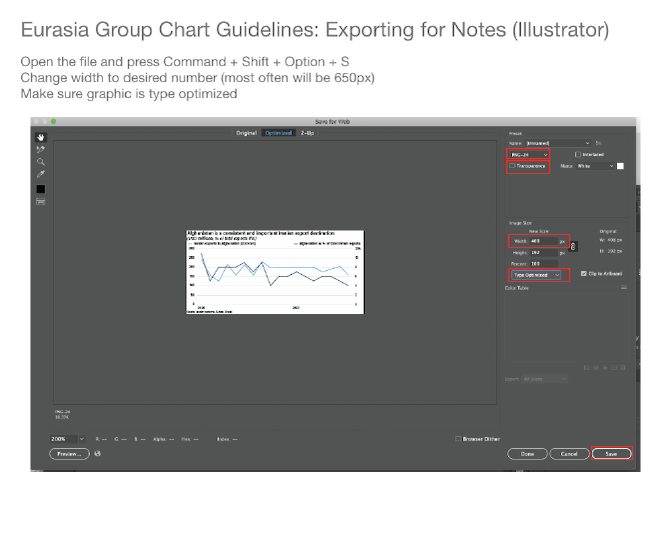 Eurasia Group Chart Guidelines: Exporting for Notes (Illustrator)
Open the file and press Command + Shift + Option + S
Change width to desired number (most often will be 650px)
Make sure graphic is type optimized
Save for Web
Original Optimized 2-Up
Preset
Name: [Unnamed]
PNG-24 Interlaced
Transparency Matte: White
Afghanistan is a consistent and important Iranian export destination
Image Size
New Size Original:
Width: px W: 400 px
Height: 192 px H: 192 px
Percent: 100
Type Optimized Clip to Artboard
Color Table
PNG-24
200% R: -- G: -- B: -- Alpha: -- Hex: -- Index: --
Browser Dither
Preview... Done Cancel Save